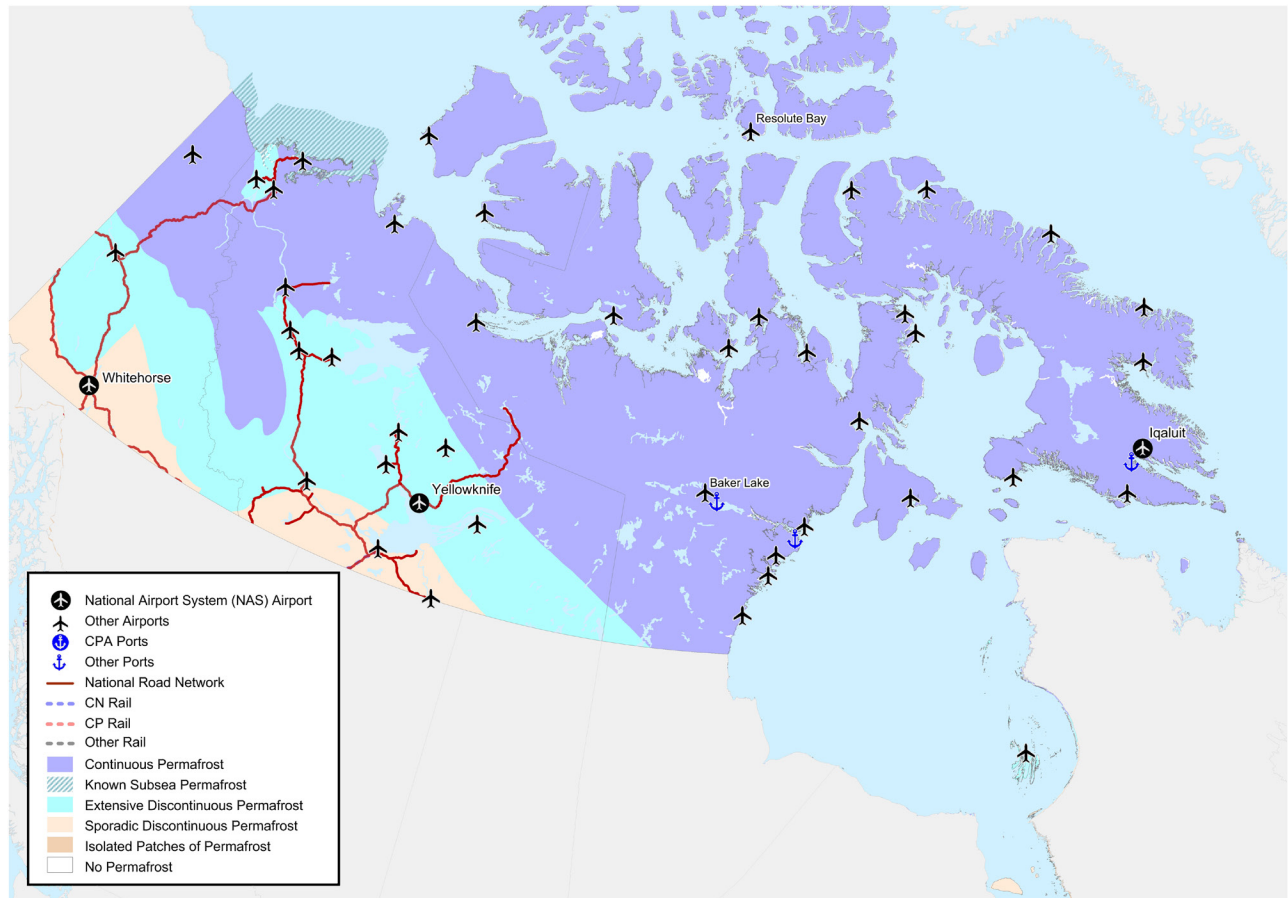 Resolute Bay
Whitehorse
Iqaluit
Baker Lake
Yellowknife
National Airport System (NAS) Airport
Other Airports
CPA Ports
Other Ports
National Road Network
CN Rail
CP Rail
Other Rail
Continuous Permafrost
Known Subsea Permafrost
Extensive Discontinuous Permafrost
Sporadic Discontinuous Permafrost
Isolated Patches of Permafrost
No Permafrost